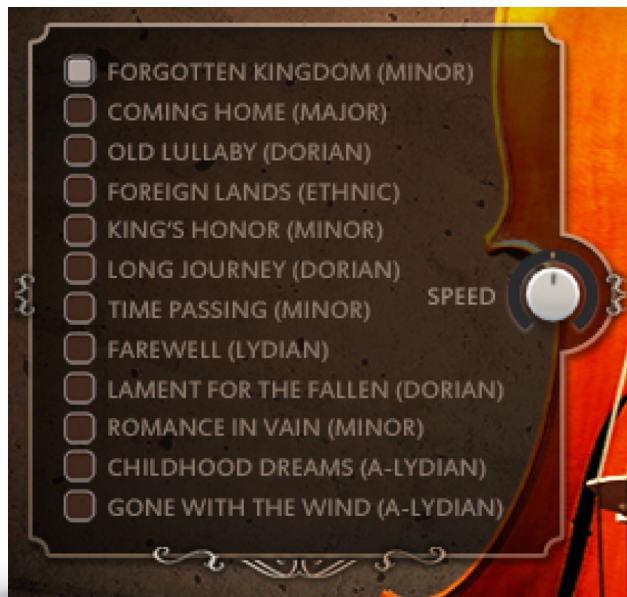 FORGOTTEN KINGDOM (MINOR)
COMING HOME (MAJOR)
OLD LULLABY (DORIAN)
FOREIGN LANDS (ETHNIC)
KING'S HONOR (MINOR)
LONG JOURNEY (DORIAN)
SPEED
TIME PASSING (MINOR)
FAREWELL (LYDIAN)
LAMENT FOR THE FALLEN (DORIAN)
ROMANCE IN VAIN (MINOR)
CHILDHOOD DREAMS (A-LYDIAN)
GONE WITH THE WIND (A-LYDIAN)